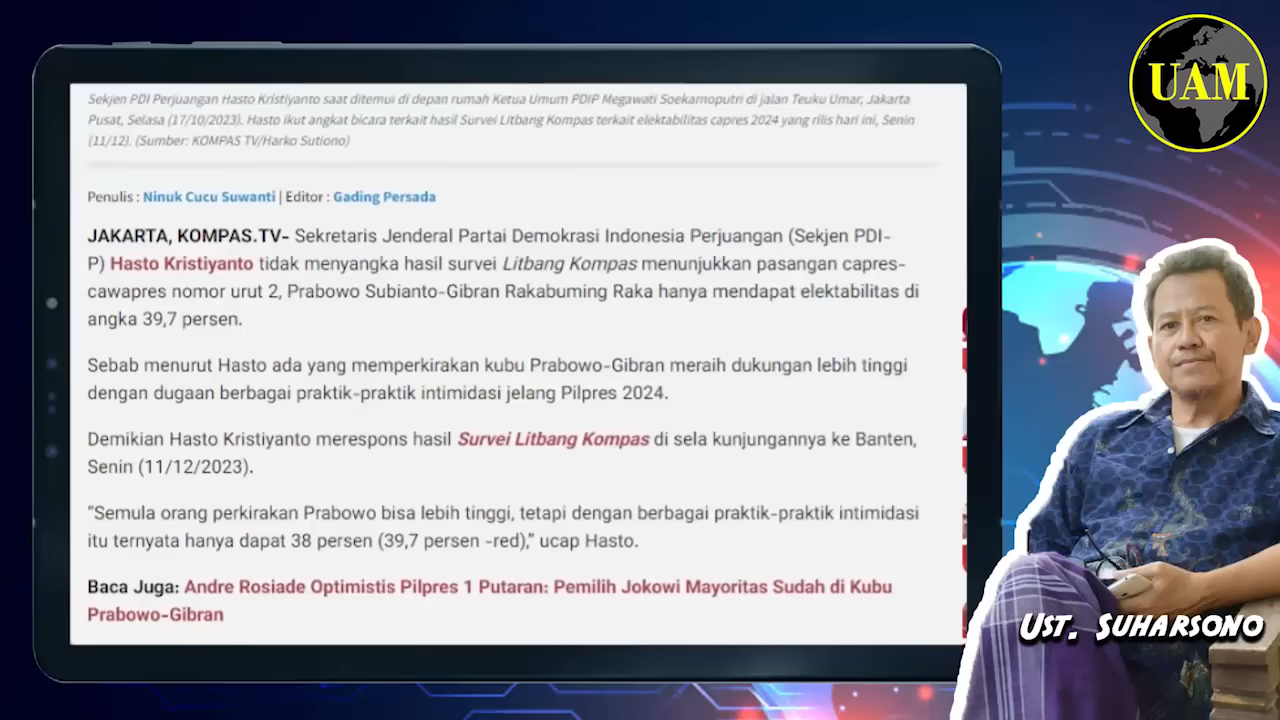 Sekjen PDI Perjuangan Hasto Kristiyanto saat ditemui di depan rumah Ketua Umum PDIP Megawati Soekarnoputri di jalan Teuku Umar, Jakarta
Pusat, Selasa (17/10/2023). Hasto ikut angkat bicara terkait hasil Survei Litbang Kompas terkait elektabilitas capres 2024 yang rilis hari ini, Senin
(11/12). (Sumber: KOMPAS TV/Harko Sutiono)
Penulis : Ninuk Cucu Suwanti | Editor : Gading Persada
JAKARTA, KOMPAS.TV- Sekretaris Jenderal Partai Demokrasi Indonesia Perjuangan (Sekjen PDI-
P) Hasto Kristiyanto tidak menyangka hasil survei Litbang Kompas menunjukkan pasangan capres-
cawapres nomor urut 2, Prabowo Subianto-Gibran Rakabuming Raka hanya mendapat elektabilitas di
angka 39,7 persen.
Sebab menurut Hasto ada yang memperkirakan kubu Prabowo-Gibran meraih dukungan lebih tinggi
dengan dugaan berbagai praktik-praktik intimidasi jelang Pilpres 2024.
Demikian Hasto Kristiyanto merespons hasil Survei Litbang Kompas di sela kunjungannya ke Banten,
Senin (11/12/2023).
“Semula orang perkirakan Prabowo bisa lebih tinggi, tetapi dengan berbagai praktik-praktik intimidasi
itu ternyata hanya dapat 38 persen (39,7 persen -red),” ucap Hasto.
Baca Juga: Andre Rosiade Optimistis Pilpres 1 Putaran: Pemilih Jokowi Mayoritas Sudah di Kubu
Prabowo-Gibran
UAM
UST. SUHARSONO